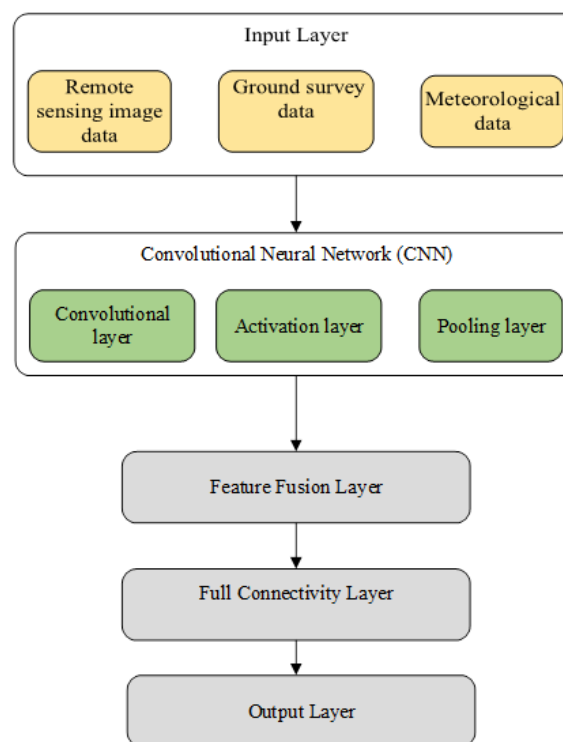 Input Layer
Remote
sensing image
data
Ground survey
data
Meteorological
data
Convolutional Neural Network (CNN)
Convolutional
layer
Activation layer
Pooling layer
Feature Fusion Layer
Full Connectivity Layer
Output Layer